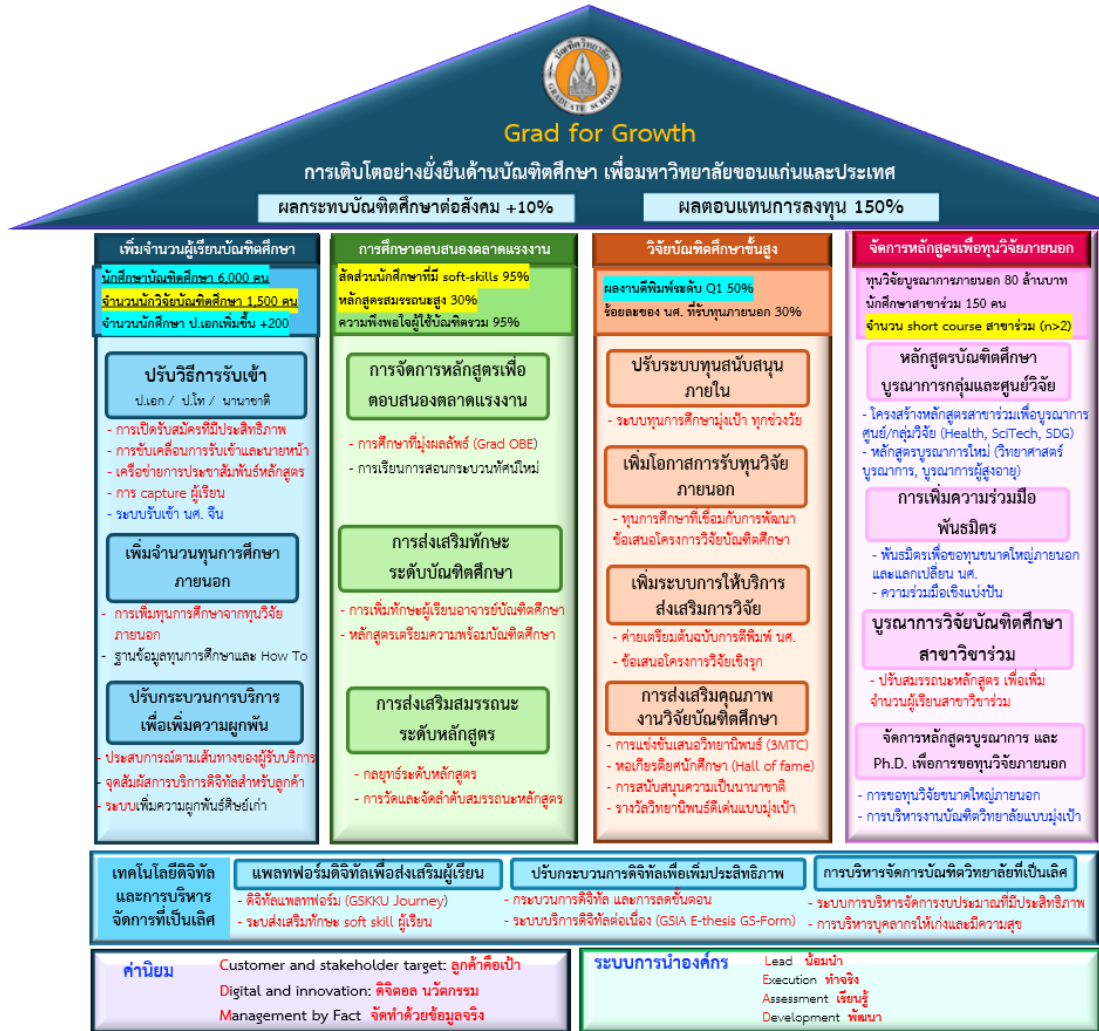 บัณฑิตวิทยาลัย
GRADUATE SCHOOL
Grad for Growth
การเติบโตอย่างยั่งยืนด้านบัณฑิตศึกษา เพื่อมหาวิทยาลัยขอนแก่นและประเทศ
ผลกระทบบัณฑิตศึกษาต่อสังคม +10%
ผลตอบแทนการลงทุน 150%
เพิ่มจำนวนผู้เรียนบัณฑิตศึกษา
นักศึกษาบัณฑิตศึกษา 6,000 คน
จำนวนนักวิจัยบัณฑิตศึกษา 1,500 คน
จำนวนนักศึกษา ป.เอกเพิ่มขึ้น +200
ปรับวิธีการรับเข้า
ป.เอก / ป.โท / นานาชาติ
- การเปิดรับสมัครที่มีประสิทธิภาพ
- การขับเคลื่อนการรับเข้าและนายหน้า
- เครือข่ายการประชาสัมพันธ์หลักสูตร
- การ capture ผู้เรียน
- ระบบรับเข้า นศ. จีน
เพิ่มจำนวนทุนการศึกษา
ภายนอก
- การเพิ่มทุนการศึกษาจากทุนวิจัย
ภายนอก
- ฐานข้อมูลทุนการศึกษาและ How To
ปรับกระบวนการบริการ
เพื่อเพิ่มความผูกพัน
- ประสบการณ์ตามเส้นทางของผู้รับบริการ
- จุดสัมผัสการบริการดิจิทัลสำหรับลูกค้า
- ระบบเพิ่มความผูกพันธ์ศิษย์เก่า
การศึกษาตอบสนองตลาดแรงงาน
สัดส่วนนักศึกษาที่มี soft-skills 95%
หลักสูตรสมรรถนะสูง 30%
ความพึงพอใจผู้ใช้บัณฑิตรวม 95%
การจัดการหลักสูตรเพื่อ
ตอบสนองตลาดแรงงาน
- การศึกษาที่มุ่งผลลัพธ์ (Grad OBE)
- การเรียนการสอนกระบวนทัศน์ใหม่
การส่งเสริมทักษะ
ระดับบัณฑิตศึกษา
- การเพิ่มทักษะผู้เรียนอาจารย์บัณฑิตศึกษา
- หลักสูตรเตรียมความพร้อมบัณฑิตศึกษา
การส่งเสริมสมรรถนะ
ระดับหลักสูตร
- กลยุทธ์ระดับหลักสูตร
- การวัดและจัดลำดับสมรรถนะหลักสูตร
วิจัยบัณฑิตศึกษาขั้นสูง
ผลงานตีพิมพ์ระดับ Q1 50%
ร้อยละของ นศ. ที่รับทุนภายนอก 30%
ปรับระบบทุนสนับสนุน
ภายใน
- ระบบทุนการศึกษามุ่งเป้า ทุกช่วงวัย
เพิ่มโอกาสการรับทุนวิจัย
ภายนอก
- ทุนการศึกษาที่เชื่อมกับการพัฒนา
ข้อเสนอโครงการวิจัยบัณฑิตศึกษา
เพิ่มระบบการให้บริการ
ส่งเสริมการวิจัย
- ค่ายเตรียมต้นฉบับการตีพิมพ์ นศ.
- ข้อเสนอโครงการวิจัยเชิงรุก
การส่งเสริมคุณภาพ
งานวิจัยบัณฑิตศึกษา
- การแข่งขันเสนอวิทยานิพนธ์ (3MTC)
- หอเกียรติยศนักศึกษา (Hall of fame)
- การสนับสนุนความเป็นนานาชาติ
- รางวัลวิทยานิพนธ์ดีเด่นแบบมุ่งเป้า
จัดการหลักสูตรเพื่อทุนวิจัยภายนอก
ทุนวิจัยบูรณาการภายนอก 80 ล้านบาท
นักศึกษาสาขาร่วม 150 คน
จำนวน short course สาขาร่วม (n>2)
หลักสูตรบัณฑิตศึกษา
บูรณาการกลุ่มและศูนย์วิจัย
- โครงสร้างหลักสูตรสาขาร่วมเพื่อบูรณาการ
ศูนย์/กลุ่มวิจัย (Health, SciTech, SDG)
- หลักสูตรบูรณาการใหม่ (วิทยาศาสตร์
บูรณาการ, บูรณาการผู้สูงอายุ)
การเพิ่มความร่วมมือ
พันธมิตร
- พันธมิตรเพื่อขอทุนขนาดใหญ่ภายนอก
และแลกเปลี่ยน นศ.
- ความร่วมมือเชิงแบ่งปัน
บูรณาการวิจัยบัณฑิตศึกษา
สาขาวิชาร่วม
- ปรับสมรรถนะหลักสูตร เพื่อเพิ่ม
จำนวนผู้เรียนสาขาวิชาร่วม
จัดการหลักสูตรบูรณาการ และ
Ph.D. เพื่อการขอทุนวิจัยภายนอก
- การขอทุนวิจัยขนาดใหญ่ภายนอก
- การบริหารงานบัณฑิตวิทยาลัยแบบมุ่งเป้า
เทคโนโลยีดิจิทัล
และการบริหาร
จัดการที่เป็นเลิศ
แพลทฟอร์มดิจิทัลเพื่อส่งเสริมผู้เรียน
- ดิจิทัลแพลทฟอร์ม (GSKKU Journey)
- ระบส่งเสริมทักษะ soft skill ผู้เรียน
ปรับกระบวนการดิจิทัลเพื่อเพิ่มประสิทธิภาพ
- กระบวนการดิจิทัล และการลดขั้นตอน
- ระบบบริการดิจิทัลต่อเนื่อง (GSIA E-thesis GS-Form)
การบริหารจัดการบัณฑิตวิทยาลัยที่เป็นเลิศ
- ระบบการบริหารจัดการงบประมาณที่มีประสิทธิภาพ
- การบริหารบุคลากรให้เก่งและมีความสุข
ค่านิยม
Customer and stakeholder target: ลูกค้าคือเป้า
Digital and innovation: ดิจิตอล นวัตกรรม
Management by Fact จัดทำด้วยข้อมูลจริง
ระบบการนำองค์กร
Lead น้อมนำ
Execution ทำจริง
Assessment เรียนรู้
Development พัฒนา